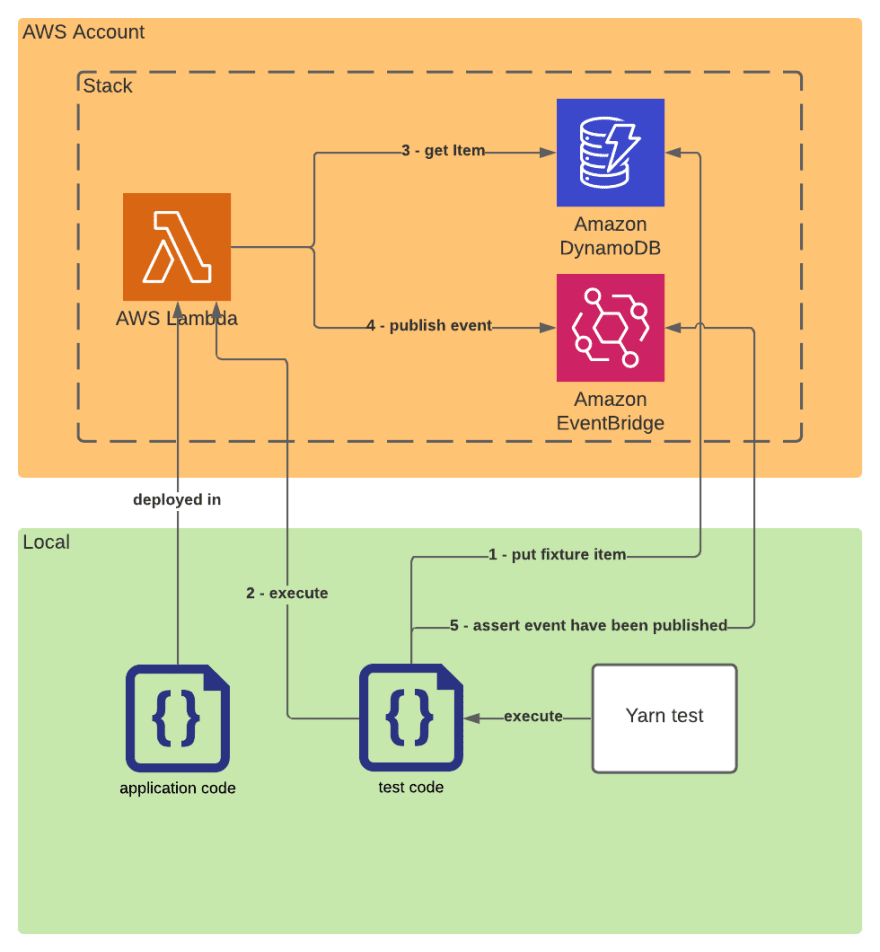 AWS Account
Stack
3 - get Item
Amazon
DynamoDB
AWS Lambda
4 - publish event
Amazon
EventBridge
deployed in
Local
1 - put fixture item
2 - execute
5 - assert event have been published
{}
{}
execute
Yarn test
application code
test code